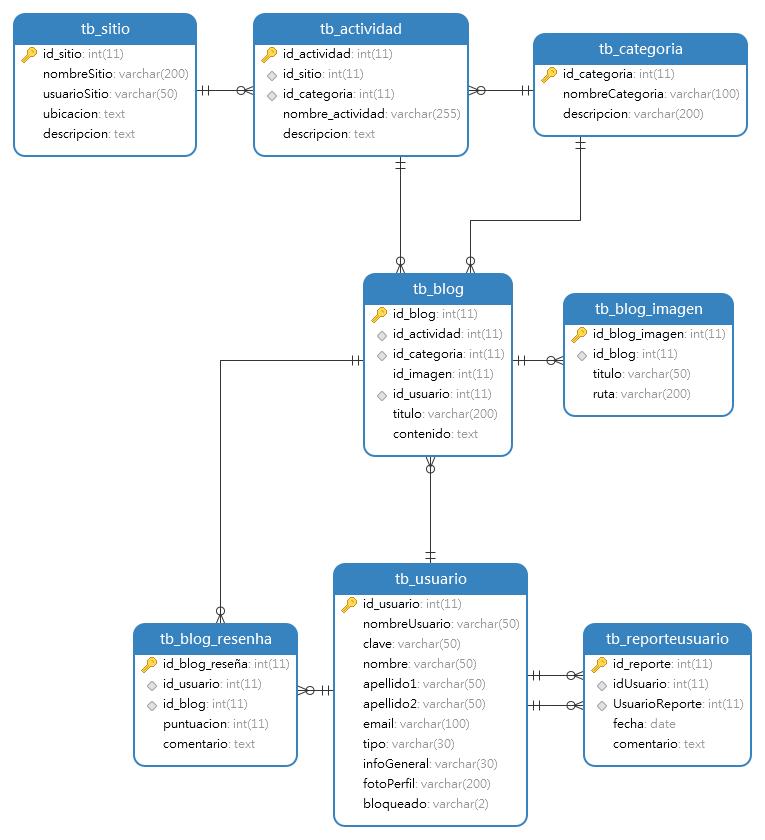 tb_sitio
id_sitio: int(11)
nombreSitio: varchar(200)
usuarioSitio: varchar(50)
ubicacion: text
descripcion: text
tb_actividad
id_actividad: int(11)
id_sitio: int(11)
id_categoria: int(11)
nombre_actividad: varchar(255)
descripcion: text
tb_categoria
id_categoria: int(11)
nombreCategoria: varchar(100)
descripcion: varchar(200)
tb_blog
id_blog: int(11)
id_actividad: int(11)
id_categoria: int(11)
id_imagen: int(11)
id_usuario: int(11)
titulo: varchar(200)
contenido: text
tb_blog_imagen
id_blog_imagen: int(11)
id_blog: int(11)
titulo: varchar(50)
ruta: varchar(200)
tb_blog_resenha
id_blog_reseña: int(11)
id_usuario: int(11)
id_blog: int(11)
puntuacion: int(11)
comentario: text
tb_usuario
id_usuario: int(11)
nombreUsuario: varchar(50)
clave: varchar(50)
nombre: varchar(50)
apellido1: varchar(50)
apellido2: varchar(50)
email: varchar(100)
tipo: varchar(30)
infoGeneral: varchar(30)
fotoPerfil: varchar(200)
bloqueado: varchar(2)
tb_reporteusuario
id_reporte: int(11)
idUsuario: int(11)
UsuarioReporte: int(11)
fecha: date
comentario: text